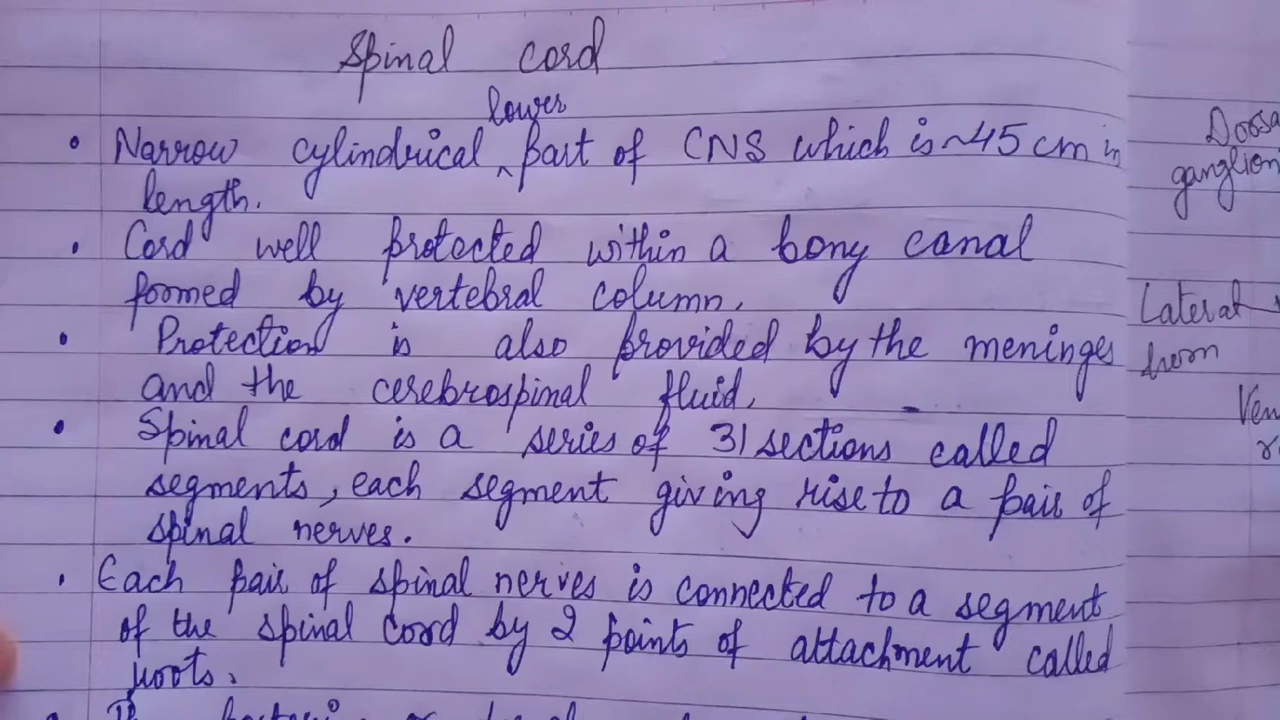 Spinal cord
lower
• Narrow cylindrical ^ part of CNS which is ~45 cm in
length.
• Cord well protected within a bony canal
formed by vertebral column.
• Protection is also provided by the meninges
and the cerebrospinal fluid.
• Spinal cord is a series of 31 sections called
segments, each segment giving rise to a pair of
spinal nerves.
• Each pair of spinal nerves is connected to a segment
of the spinal cord by 2 points of attachment called
roots.
Dorsa
ganglion
Lateral
horn
Ven